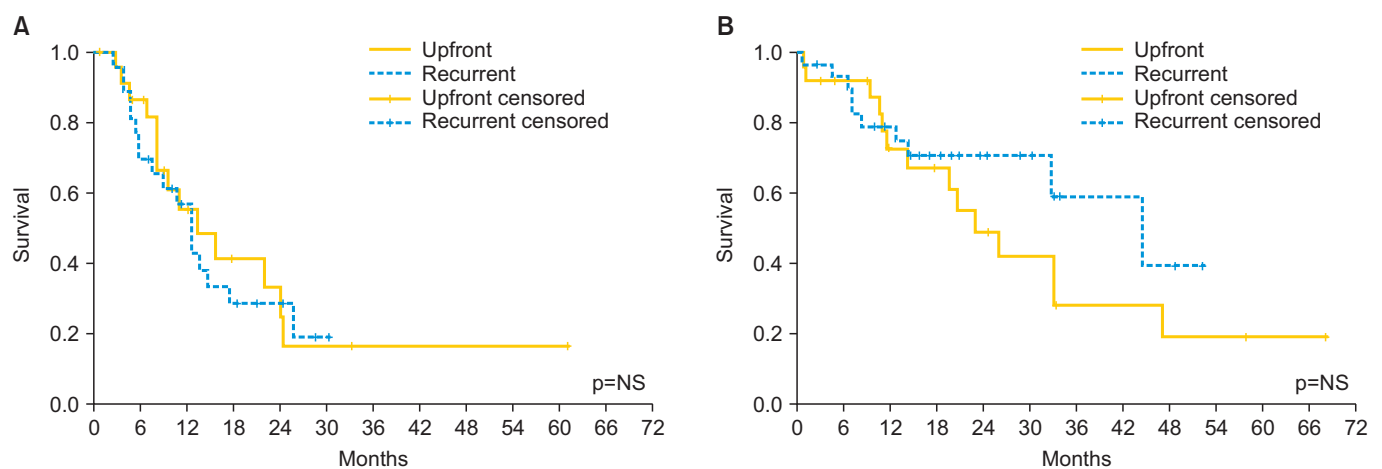 A
Upfront
Recurrent
Upfront censored
Recurrent censored
1.0
0.8
0.6
0.4
0.2
0.0
Survival
p=NS
0 6 12 18 24 30 36 42 48 54 60 66 72
Months
B
Upfront
Recurrent
Upfront censored
Recurrent censored
1.0
0.8
0.6
0.4
0.2
0.0
Survival
p=NS
0 6 12 18 24 30 36 42 48 54 60 66 72
Months